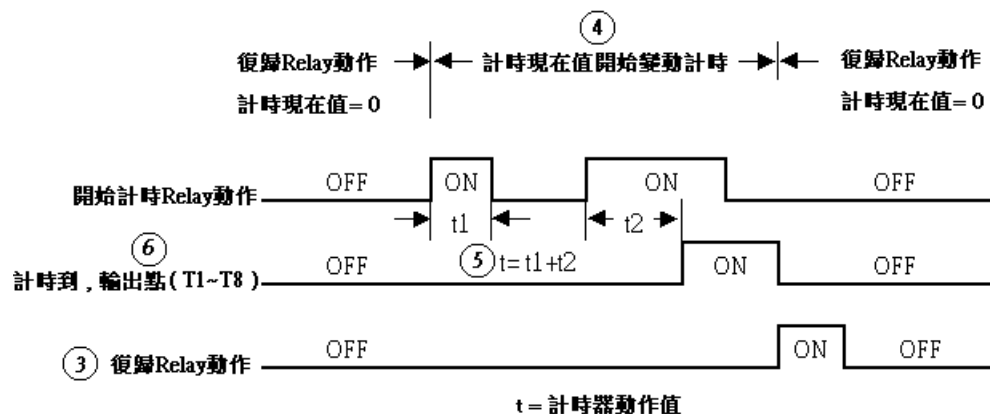 ④
復歸Relay動作 計時現在值開始變動計時 復歸Relay動作
計時現在值=0 計時現在值=0
開始計時Relay動作 OFF ON ON OFF
t1 t2
⑥ ⑤ t=t1+t2
計時到，輸出點(T1~T8) OFF ON OFF
③ 復歸Relay動作 OFF ON OFF
t=計時器動作值